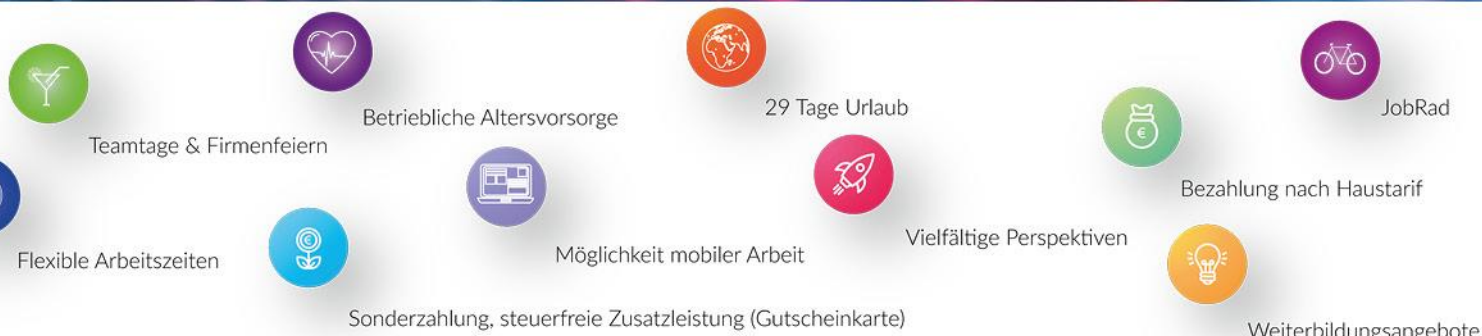 29 Tage Urlaub
JobRad
Betriebliche Altersvorsorge
Teamtage & Firmenfeiern
Bezahlung nach Haustarif
Vielfältige Perspektiven
Möglichkeit mobiler Arbeit
Flexible Arbeitszeiten
Sonderzahlung, steuerfreie Zusatzleistung (Gutscheinkarte)
Weiterbildungsangebote